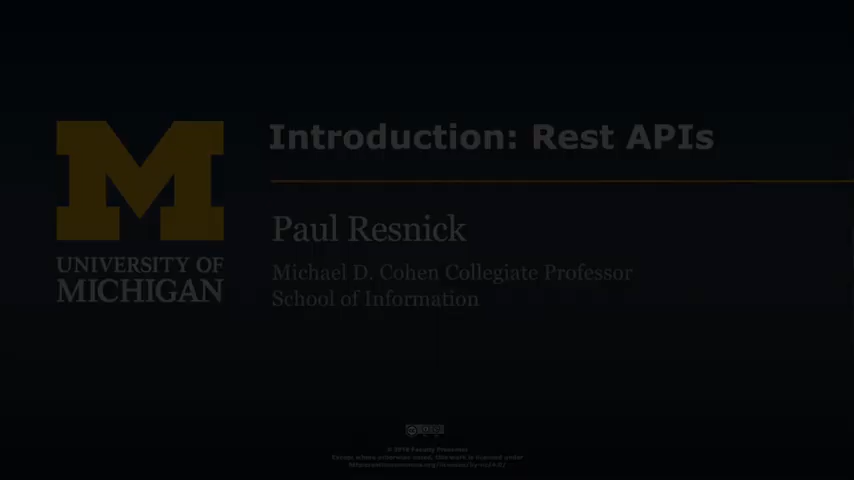 Introduction: Rest APIs
Paul Resnick
Michael D. Cohen Collegiate Professor
School of Information
UNIVERSITY OF
MICHIGAN